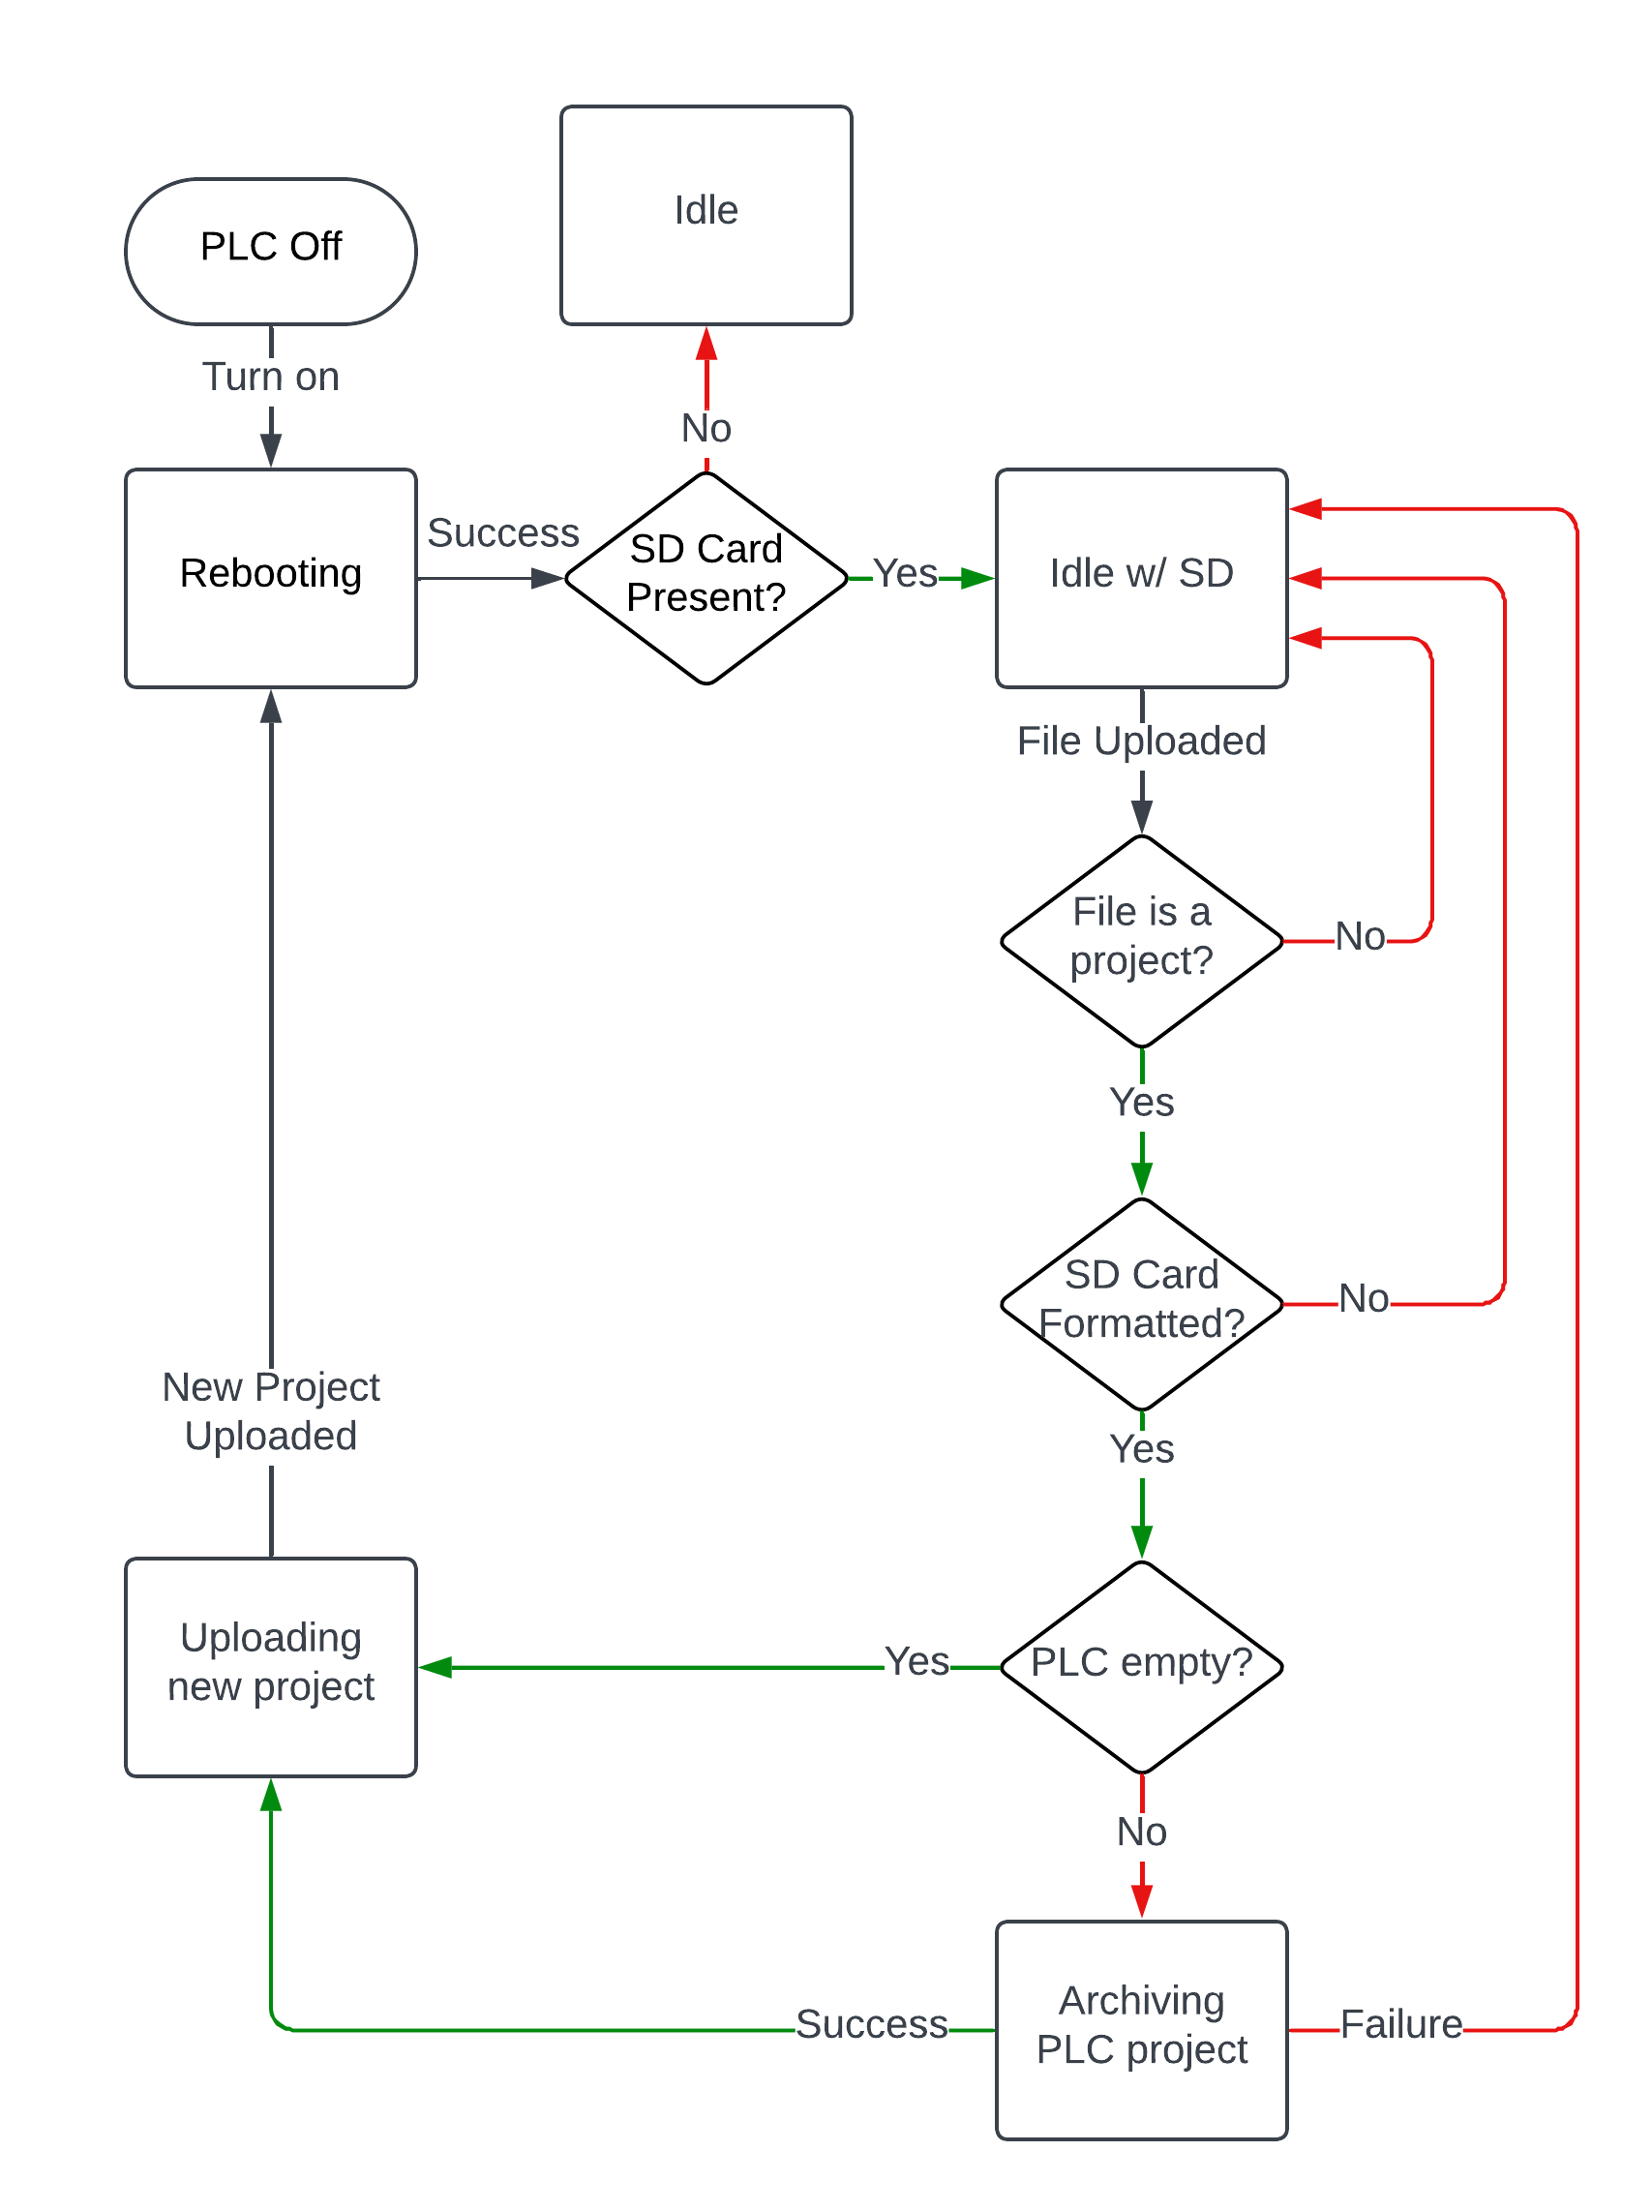 Idle
PLC Off
Turn on
No
Rebooting
Success
SD Card
Present?
Yes
Idle w/ SD
File Uploaded
File is a
project?
No
Yes
SD Card
Formatted?
No
Yes
New Project
Uploaded
Uploading
new project
Yes
PLC empty?
No
Archiving
PLC project
Success
Failure